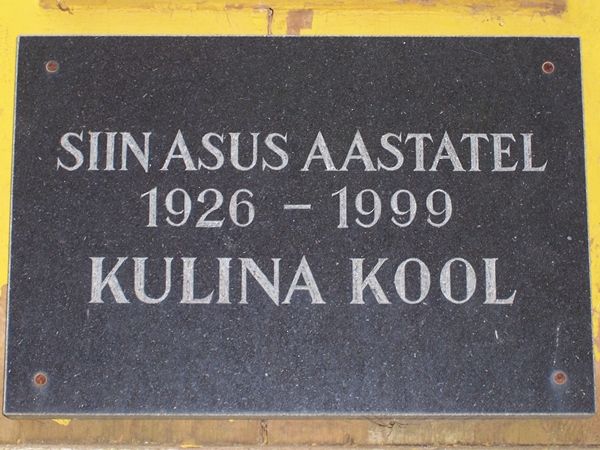 SIIN ASUS AASTATEL
1926 – 1999
KULINA KOOL